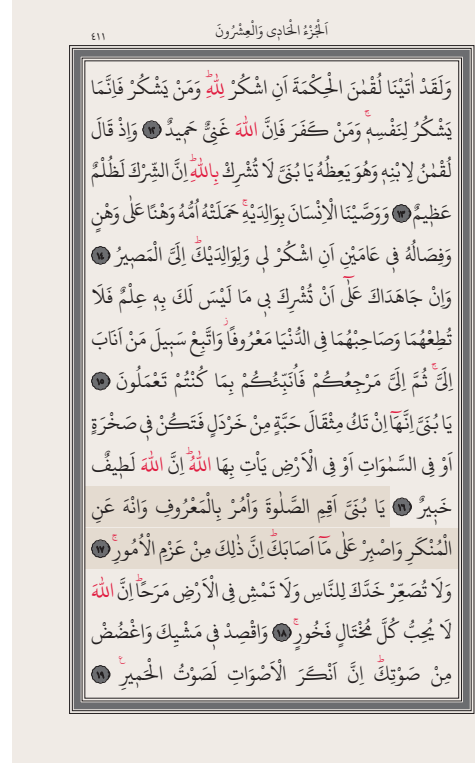 اَلْجُزْءُ الْحَادِى وَالْعِشْرُونَ
٤١١
وَلَقَدْ اٰتَيْنَا لُقْمٰنَ الْحِكْمَةَ اَنِ اشْكُرْ لِلّٰهِۜ وَمَنْ يَشْكُرْ فَاِنَّمَا
يَشْكُرُ لِنَفْسِهٖۚ وَمَنْ كَفَرَ فَاِنَّ اللّٰهَ غَنِىٌّ حَمٖيدٌ ﴿١٢﴾ وَاِذْ قَالَ
لُقْمٰنُ لِابْنِهٖ وَهُوَ يَعِظُهُ يَا بُنَىَّ لَا تُشْرِكْ بِاللّٰهِۜ اِنَّ الشِّرْكَ لَظُلْمٌ
عَظٖيمٌ ﴿١٣﴾ وَوَصَّيْنَا الْاِنْسَانَ بِوَالِدَيْهِۚ حَمَلَتْهُ اُمُّهُ وَهْنًا عَلٰى وَهْنٍ
وَفِصَالُهُ فٖى عَامَيْنِ اَنِ اشْكُرْ لٖى وَلِوَالِدَيْكَۜ اِلَىَّ الْمَصٖيرُ ﴿١٤﴾
وَاِنْ جَاهَدَاكَ عَلٰٓى اَنْ تُشْرِكَ بٖى مَا لَيْسَ لَكَ بِهٖ عِلْمٌ فَلَا
تُطِعْهُمَا وَصَاحِبْهُمَا فِى الدُّنْيَا مَعْرُوفًاؗ وَاتَّبِعْ سَبٖيلَ مَنْ اَنَابَ
اِلَىَّۚ ثُمَّ اِلَىَّ مَرْجِعُكُمْ فَاُنَبِّئُكُمْ بِمَا كُنْتُمْ تَعْمَلُونَ ﴿١٥﴾
يَا بُنَىَّ اِنَّهَٓا اِنْ تَكُ مِثْقَالَ حَبَّةٍ مِنْ خَرْدَلٍ فَتَكُنْ فٖى صَخْرَةٍ
اَوْ فِى السَّمٰوَاتِ اَوْ فِى الْاَرْضِ يَاْتِ بِهَا اللّٰهُۜ اِنَّ اللّٰهَ لَطٖيفٌ
خَبٖيرٌ ﴿١٦﴾ يَا بُنَىَّ اَقِمِ الصَّلٰوةَ وَاْمُرْ بِالْمَعْرُوفِ وَانْهَ عَنِ
الْمُنْكَرِ وَاصْبِرْ عَلٰى مَٓا اَصَابَكَۜ اِنَّ ذٰلِكَ مِنْ عَزْمِ الْاُمُورِۚ ﴿١٧﴾
وَلَا تُصَعِّرْ خَدَّكَ لِلنَّاسِ وَلَا تَمْشِ فِى الْاَرْضِ مَرَحًاۜ اِنَّ اللّٰهَ
لَا يُحِبُّ كُلَّ مُخْتَالٍ فَخُورٍۚ ﴿١٨﴾ وَاقْصِدْ فٖى مَشْيِكَ وَاغْضُضْ
مِنْ صَوْتِكَۜ اِنَّ اَنْكَرَ الْاَصْوَاتِ لَصَوْتُ الْحَمٖيرِ۟ ﴿١٩﴾